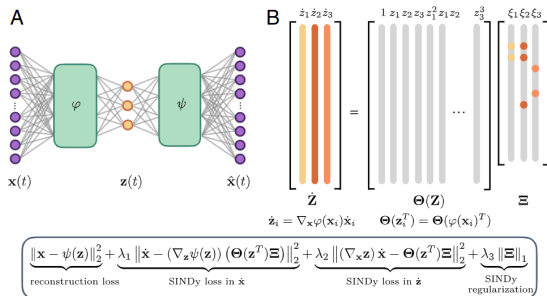 A
φ
ψ
x(t)
z(t)
x̂(t)
B
ż₁ ż₂ ż₃
1 z₁ z₂ z₃ z₁² z₁z₂
z₃³
ξ₁ ξ₂ ξ₃
=
...
Ż
Θ(Z)
Ξ
żᵢ = ∇ₓφ(xᵢ)ẋᵢ
Θ(zᵢᵀ) = Θ(φ(xᵢ)ᵀ)
‖x − ψ(z)‖₂² + λ₁ ‖ẋ − (∇_zψ(z)) (Θ(zᵀ)Ξ)‖₂² + λ₂ ‖(∇ₓz) ẋ − Θ(zᵀ)Ξ‖₂² + λ₃ ‖Ξ‖₁
reconstruction loss
SINDy loss in ẋ
SINDy loss in ż
SINDy
regularization